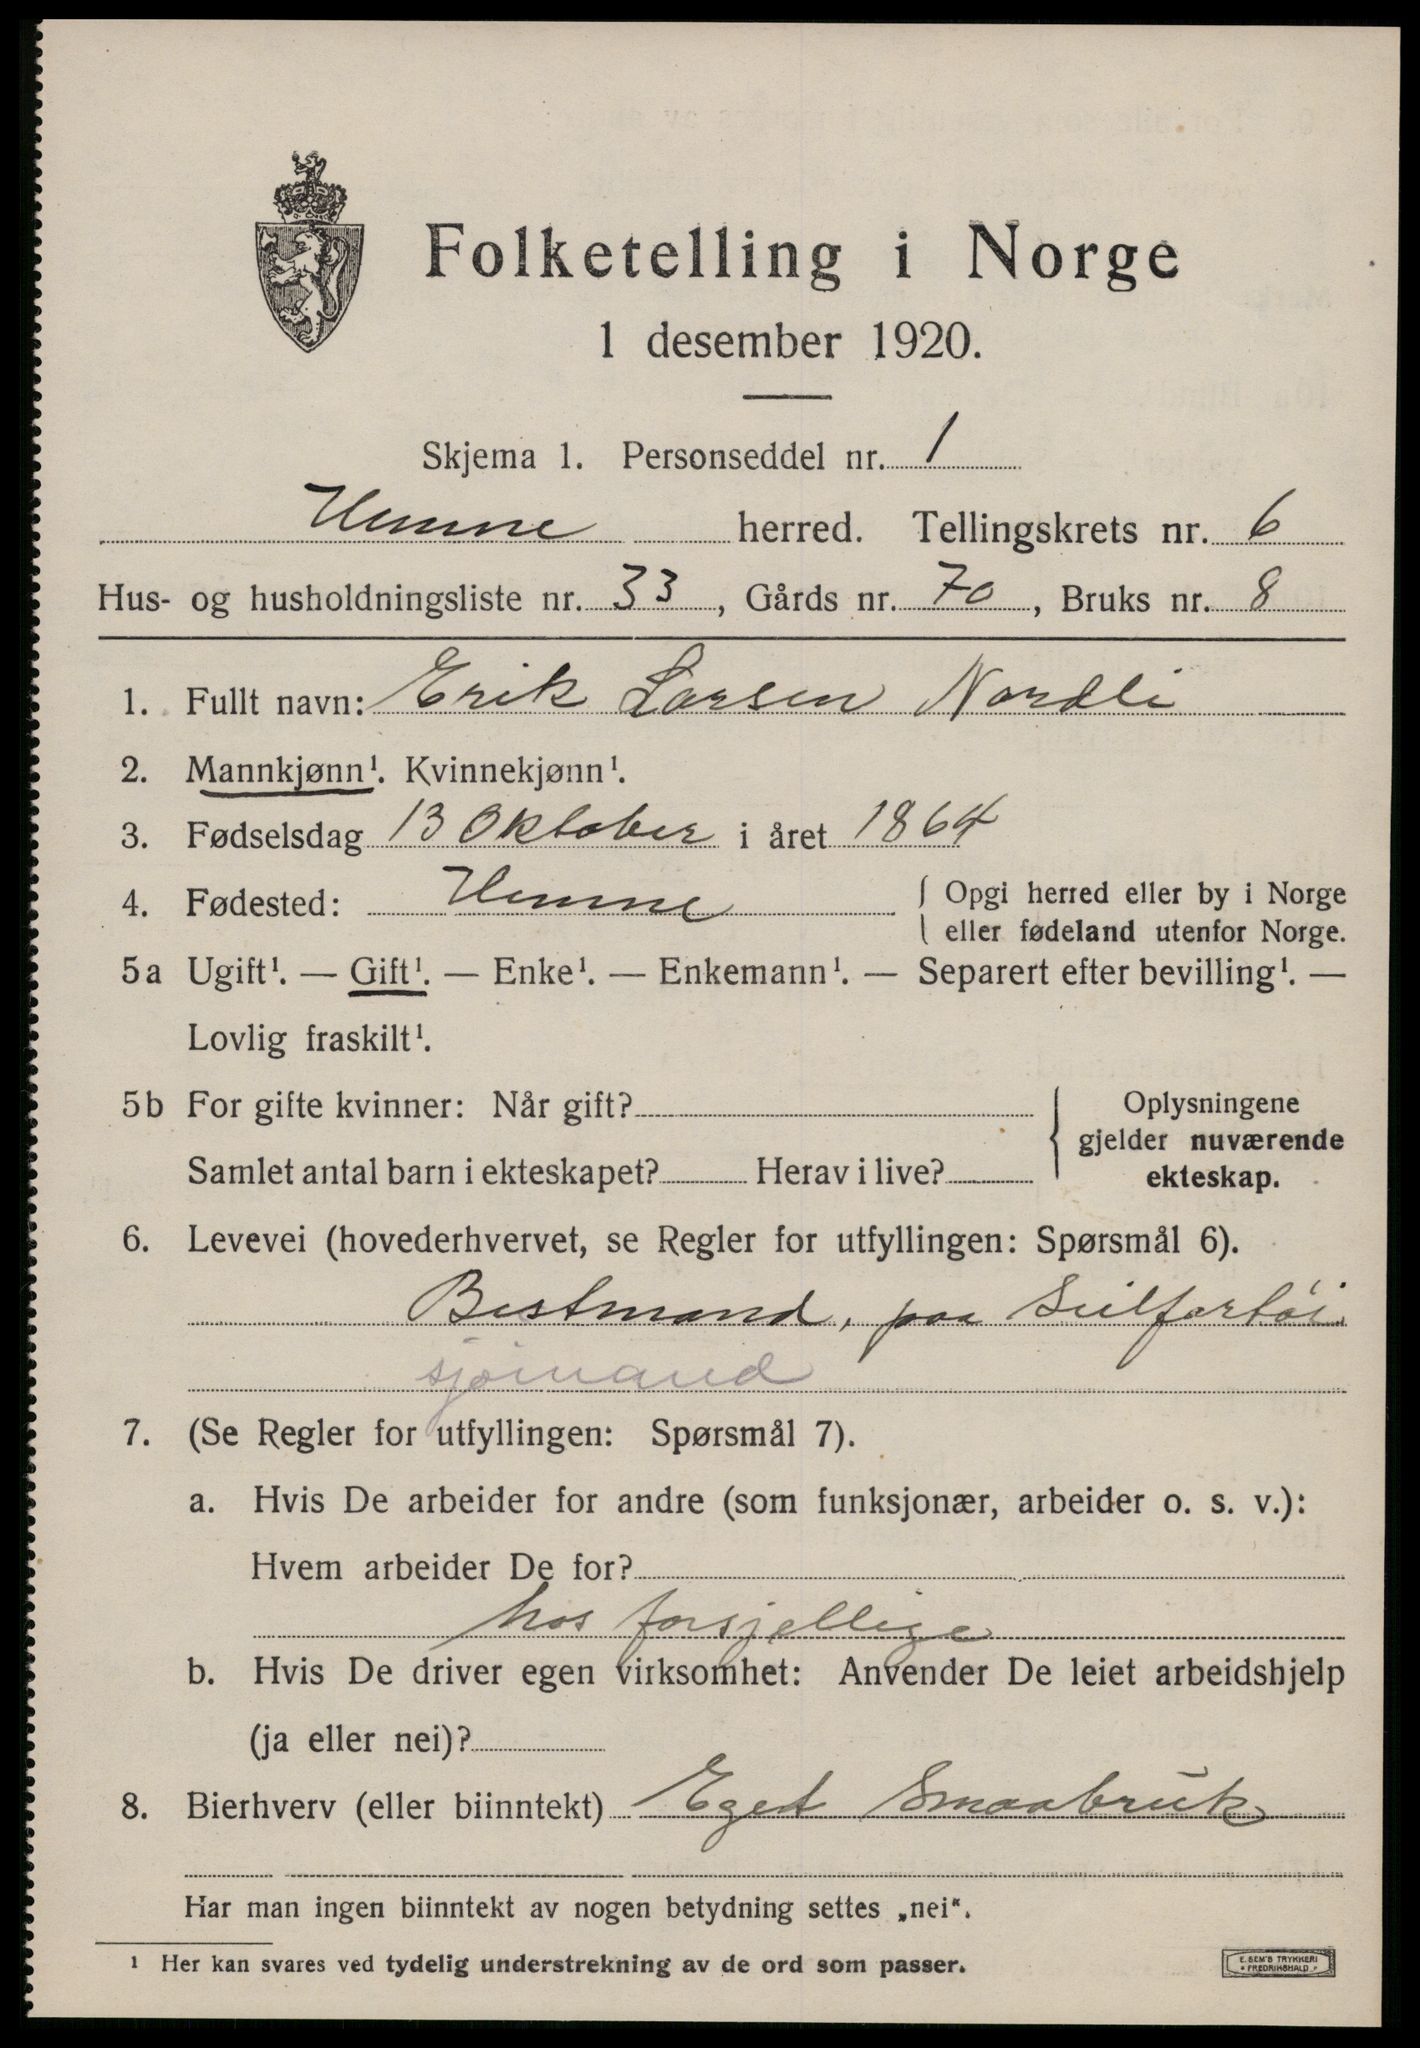 Folketelling i Norge
1 desember 1920.
Skjema 1. Personseddel nr. 1
Hemne herred. Tellingskrets nr. 6
Hus- og husholdningsliste nr. 33, Gårds nr. 70, Bruks nr. 8
1. Fullt navn: Erik Larsen Nordli
2. Mannkjønn¹. Kvinnekjønn¹.
3. Fødselsdag 13 Oktober i året 1864
4. Fødested: Hemne { Opgi herred eller by i Norge
eller fødeland utenfor Norge.
5a Ugift¹. — Gift¹. — Enke¹. — Enkemann¹. — Separert efter bevilling¹. —
Lovlig fraskilt¹.
5b For gifte kvinner: Når gift?
Samlet antal barn i ekteskapet? Herav i live?
Oplysningene
gjelder nuværende
ekteskap.
6. Levevei (hovederhvervet, se Regler for utfyllingen: Spørsmål 6).
Bestmand, paa Seilfartøi
sjömand
7. (Se Regler for utfyllingen: Spørsmål 7).
a. Hvis De arbeider for andre (som funksjonær, arbeider o. s. v.):
Hvem arbeider De for?
hos forsjellige
b. Hvis De driver egen virksomhet: Anvender De leiet arbeidshjelp
(ja eller nei)?
8. Bierhverv (eller biinntekt) Eget Smaabruk
Har man ingen biinntekt av nogen betydning settes „nei“.
¹ Her kan svares ved tydelig understrekning av de ord som passer.
E. SEM'S TRYKKERI
FREDRIKSHALD